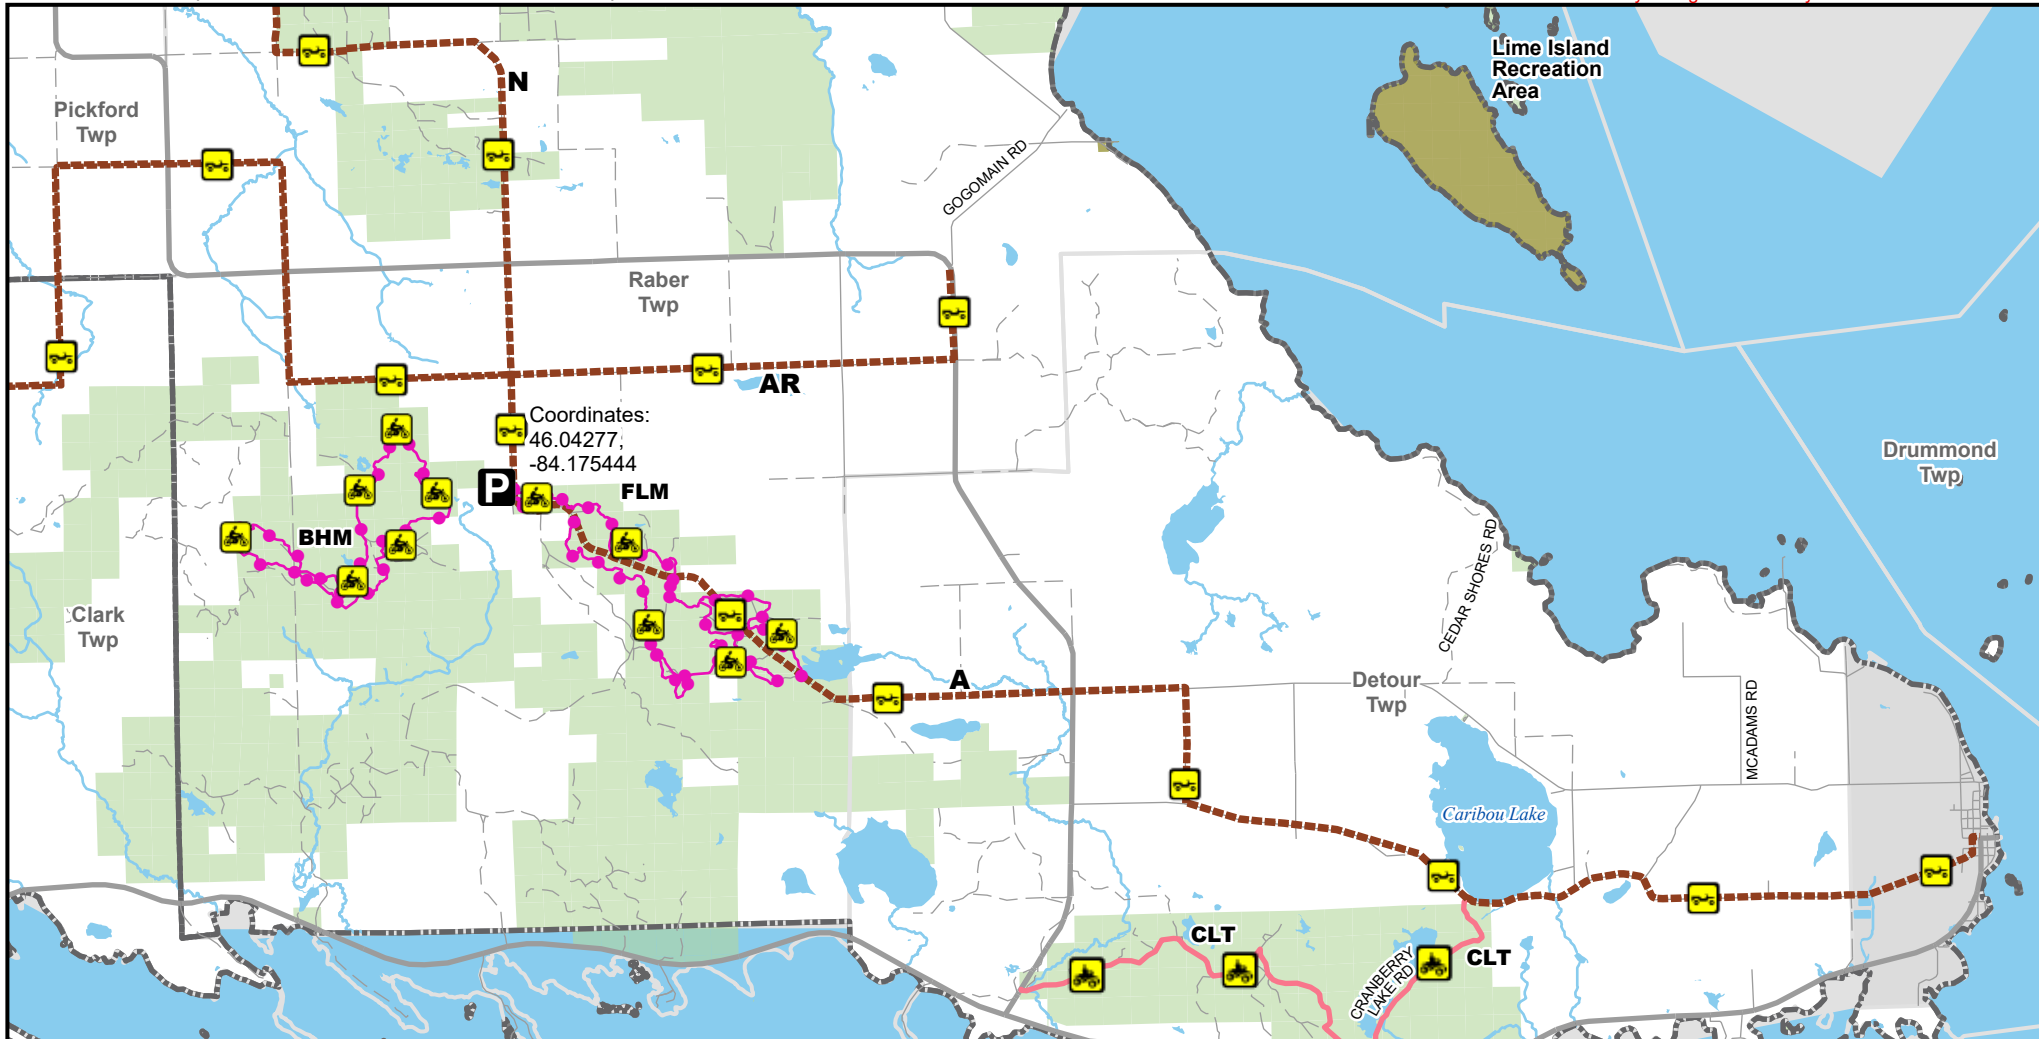 Lime Island
Recreation
Area
N
Pickford
Twp
GOGOMAIN RD
Raber
Twp
AR
Coordinates:
46.04277,
-84.175444
P
FLM
BHM
Drummond
Twp
CEDAR SHORES RD
Clark
Twp
A
Detour
Twp
MCADAMS RD
Caribou Lake
CLT
CRANBERRY
LAKE RD
CLT